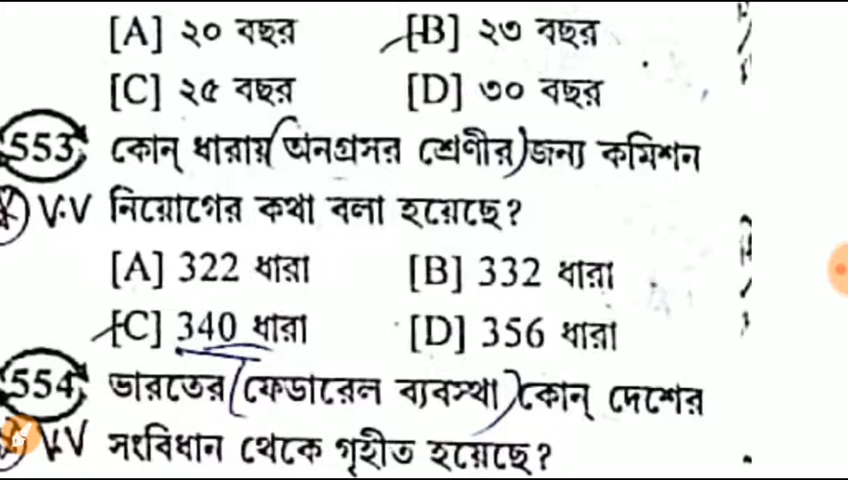 [A] ২০ বছর [B] ২৩ বছর
[C] ২৫ বছর [D] ৩০ বছর
553 কোন্ ধারায় (অনগ্রসর শ্রেণীর) জন্য কমিশন
V.V নিয়োগের কথা বলা হয়েছে?
[A] 322 ধারা [B] 332 ধারা
[C] 340 ধারা [D] 356 ধারা
554 ভারতের (ফেডারেল ব্যবস্থা) কোন্ দেশের
V.V সংবিধান থেকে গৃহীত হয়েছে?